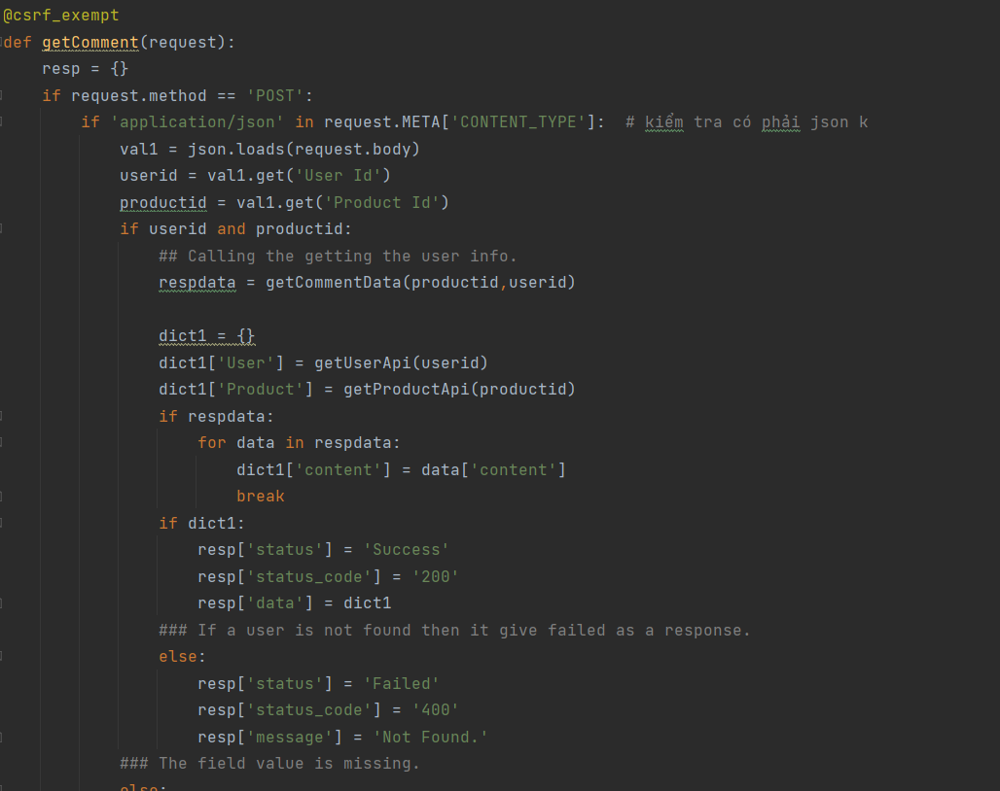 @csrf_exempt
def getComment(request):
    resp = {}
    if request.method == 'POST':
        if 'application/json' in request.META['CONTENT_TYPE']:  # kiểm tra có phải json k
            val1 = json.loads(request.body)
            userid = val1.get('User Id')
            productid = val1.get('Product Id')
            if userid and productid:
                ## Calling the getting the user info.
                respdata = getCommentData(productid,userid)

                dict1 = {}
                dict1['User'] = getUserApi(userid)
                dict1['Product'] = getProductApi(productid)
                if respdata:
                    for data in respdata:
                        dict1['content'] = data['content']
                        break
                if dict1:
                    resp['status'] = 'Success'
                    resp['status_code'] = '200'
                    resp['data'] = dict1
                ### If a user is not found then it give failed as a response.
                else:
                    resp['status'] = 'Failed'
                    resp['status_code'] = '400'
                    resp['message'] = 'Not Found.'
            ### The field value is missing.
            else: